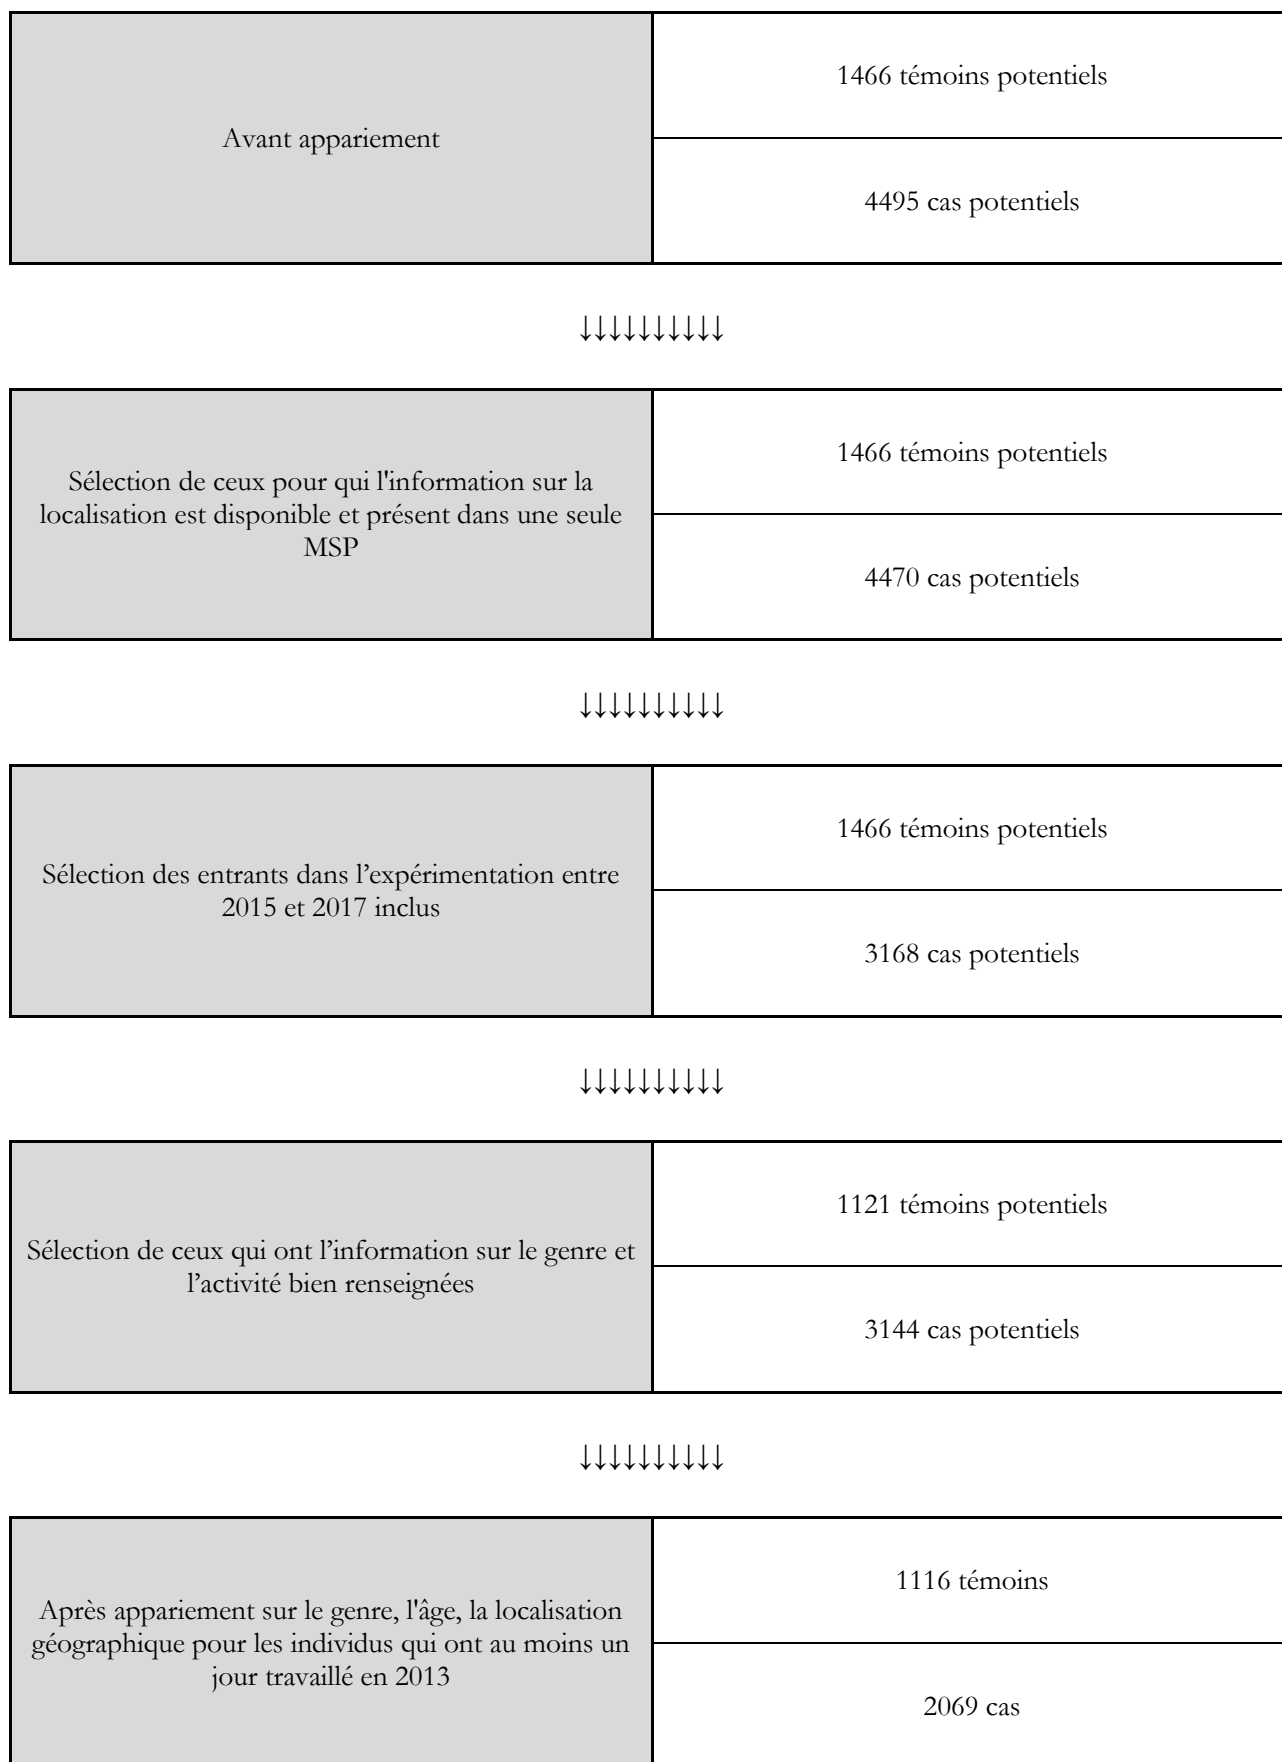 Avant appariement
1466 témoins potentiels
4495 cas potentiels
↓↓↓↓↓↓↓↓↓↓
Sélection de ceux pour qui l'information sur la
localisation est disponible et présent dans une seule
MSP
1466 témoins potentiels
4470 cas potentiels
↓↓↓↓↓↓↓↓↓↓
Sélection des entrants dans l’expérimentation entre
2015 et 2017 inclus
1466 témoins potentiels
3168 cas potentiels
↓↓↓↓↓↓↓↓↓↓
Sélection de ceux qui ont l’information sur le genre et
l’activité bien renseignées
1121 témoins potentiels
3144 cas potentiels
↓↓↓↓↓↓↓↓↓↓
Après appariement sur le genre, l'âge, la localisation
géographique pour les individus qui ont au moins un
jour travaillé en 2013
1116 témoins
2069 cas